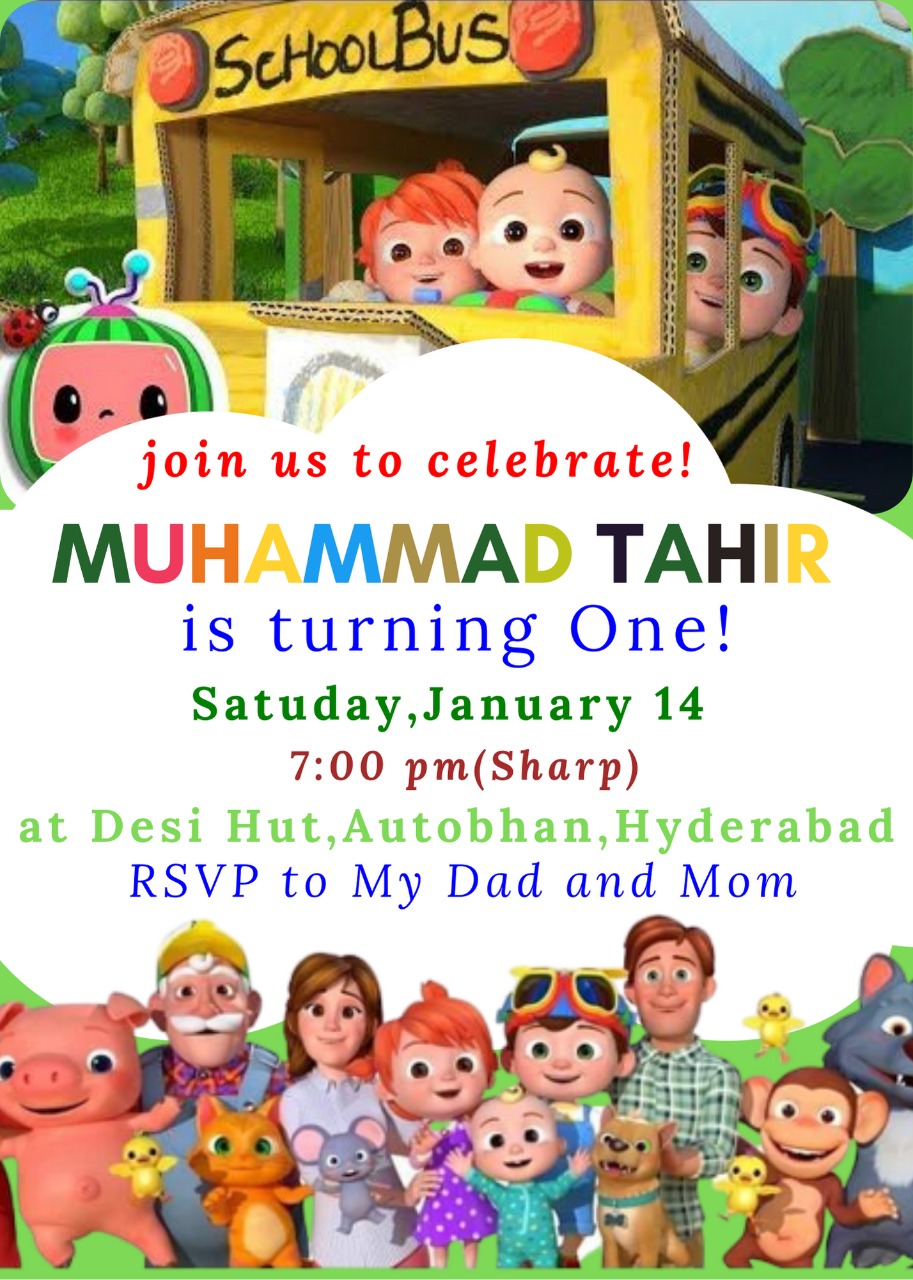 SCHOOLBUS
join us to celebrate!
MUHAMMAD TAHIR
is turning One!
Satuday,January 14
7:00 pm(Sharp)
at Desi Hut,Autobhan,Hyderabad
RSVP to My Dad and Mom